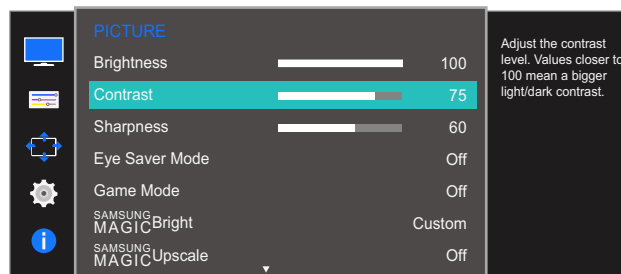 PICTURE
Brightness 100
Contrast 75
Sharpness 60
Eye Saver Mode Off
Game Mode Off
SAMSUNG
MAGIC Bright Custom
SAMSUNG
MAGIC Upscale Off
Adjust the contrast
level. Values closer to
100 mean a bigger
light/dark contrast.